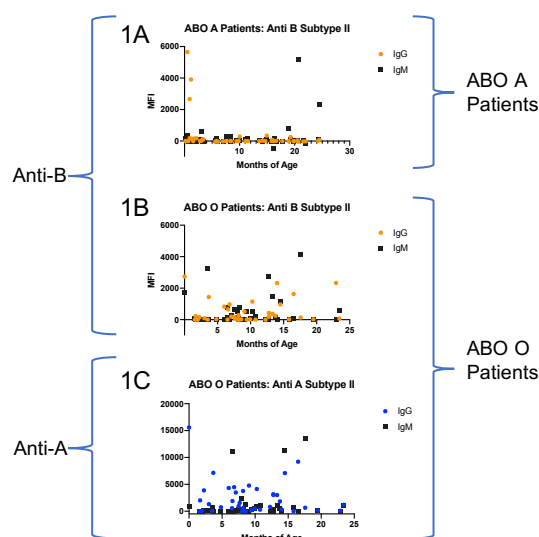 1A
ABO A Patients: Anti B Subtype II
6000
4000
2000
0
MFI
10
20
30
Months of Age
IgG
IgM
ABO A
Patients
Anti-B
1B
ABO O Patients: Anti B Subtype II
6000
4000
2000
0
MFI
5
10
15
20
25
Months of Age
IgG
IgM
ABO O
Patients
1C
ABO O Patients: Anti A Subtype II
Anti-A
20000
15000
10000
5000
0
0
5
10
15
20
25
Months of Age
IgG
IgM